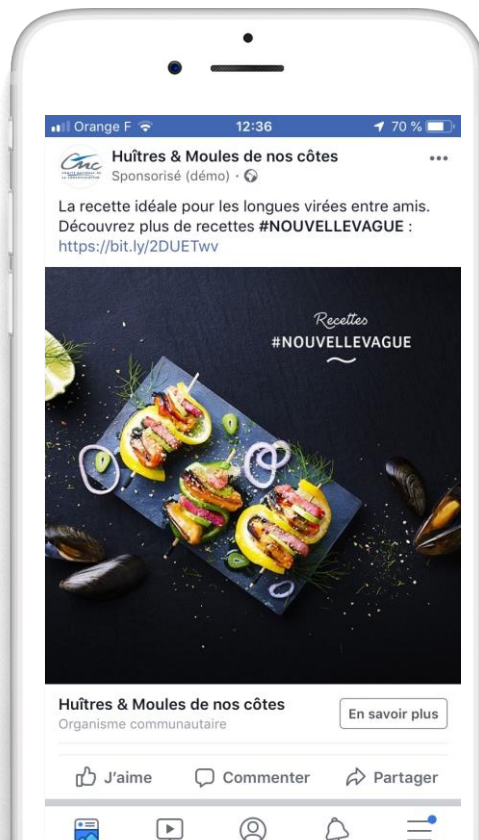 Orange F 12:36 70 %
CNC
Huîtres & Moules de nos côtes
Sponsorisé (démo) ·
La recette idéale pour les longues virées entre amis.
Découvrez plus de recettes #NOUVELLEVAGUE :
https://bit.ly/2DUETwv
Recettes
#NOUVELLEVAGUE
Huîtres & Moules de nos côtes
Organisme communautaire
En savoir plus
J'aime Commenter Partager